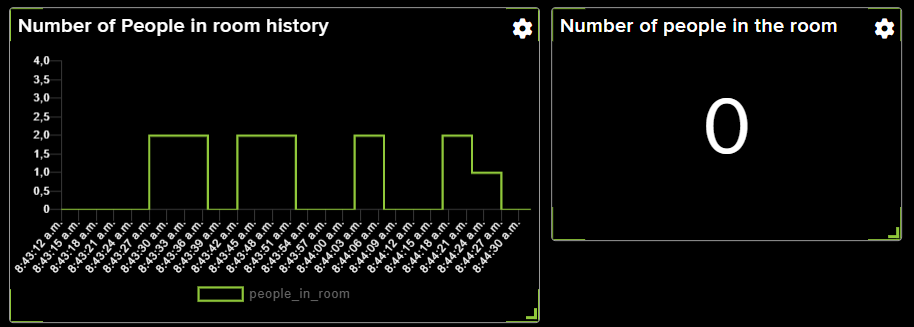 Number of People in room history
4,0
3,5
3,0
2,5
2,0
1,5
1,0
0,5
0
8:43:12 a.m.
8:43:15 a.m.
8:43:18 a.m.
8:43:21 a.m.
8:43:24 a.m.
8:43:27 a.m.
8:43:30 a.m.
8:43:33 a.m.
8:43:36 a.m.
8:43:39 a.m.
8:43:42 a.m.
8:43:45 a.m.
8:43:48 a.m.
8:43:51 a.m.
8:43:54 a.m.
8:43:57 a.m.
8:44:00 a.m.
8:44:03 a.m.
8:44:06 a.m.
8:44:09 a.m.
8:44:12 a.m.
8:44:15 a.m.
8:44:18 a.m.
8:44:21 a.m.
8:44:24 a.m.
8:44:27 a.m.
8:44:30 a.m.
people_in_room
Number of people in the room
0